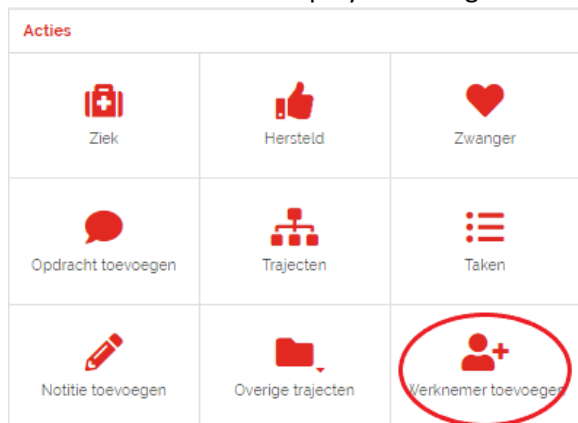 Acties
Ziek
Hersteld
Zwanger
Opdracht toevoegen
Trajecten
Taken
Notitie toevoegen
Overige trajecten
Werknemer toevoegen